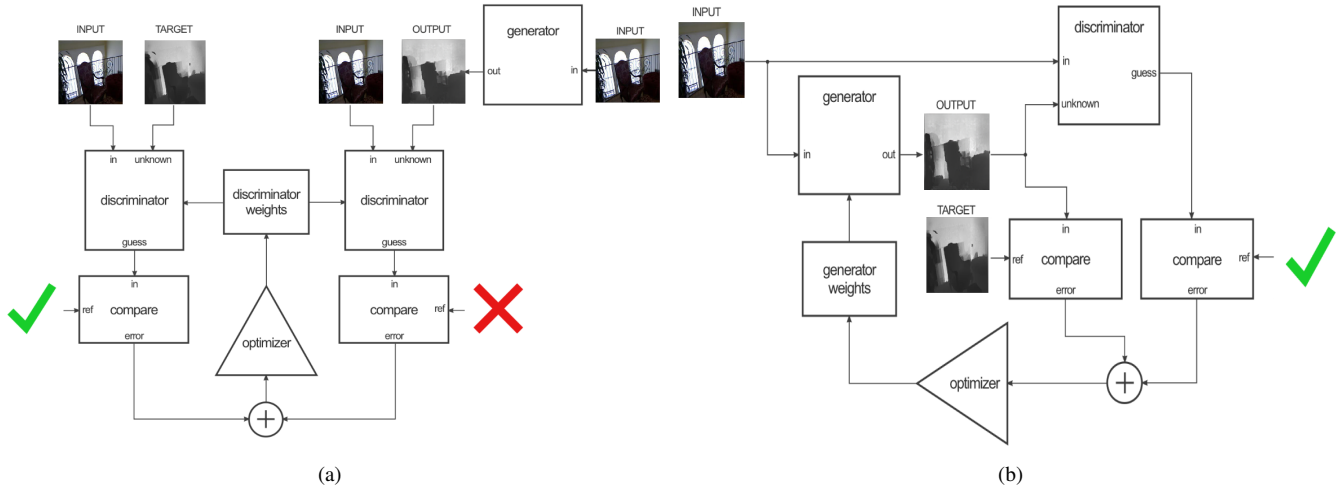 INPUT
TARGET
in
unknown
discriminator
guess
in
ref
compare
error
discriminator
weights
optimizer
INPUT
OUTPUT
in
unknown
discriminator
guess
in
compare
ref
error
generator
out
in
INPUT
(a)
INPUT
generator
in
out
generator
weights
OUTPUT
TARGET
discriminator
in
guess
unknown
in
ref
compare
error
in
compare
ref
error
optimizer
(b)